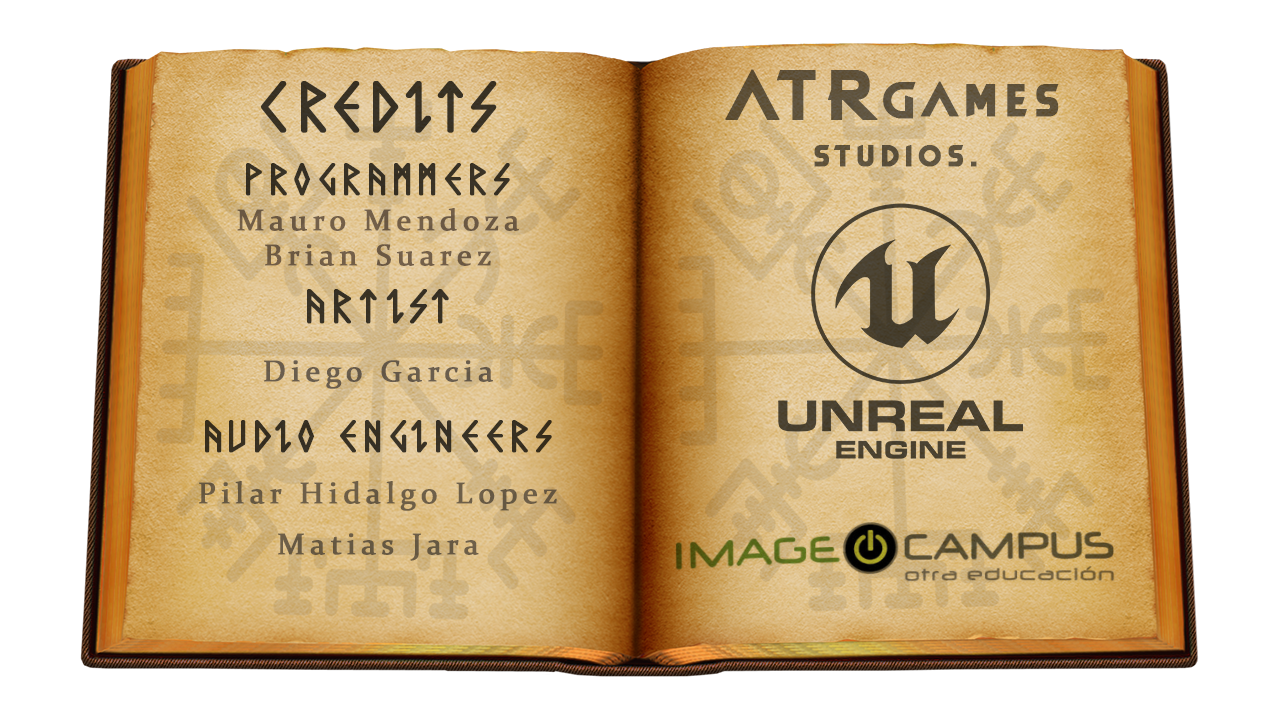 CREDITS
PROGRAMMERS
Mauro Mendoza
Brian Suarez
ARTIST
Diego Garcia
AUDIO ENGINEERS
Pilar Hidalgo Lopez
Matias Jara
ATRGAMES
STUDIOS.
UNREAL
ENGINE
IMAGE CAMPUS
otra educación